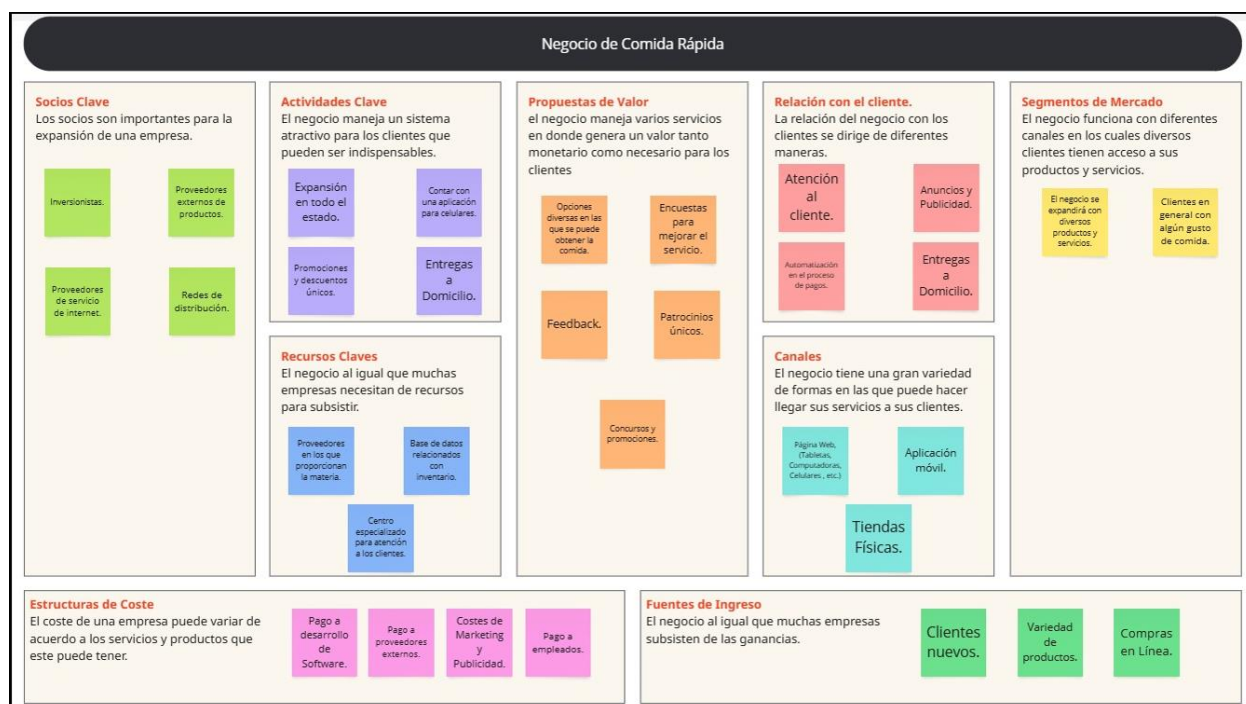 Negocio de Comida Rápida
Socios Clave
Los socios son importantes para la
expansión de una empresa.
Inversionistas.
Proveedores
externos de
productos.
Proveedores
de servicio
de internet.
Redes de
distribución.
Actividades Clave
El negocio maneja un sistema
atractivo para los clientes que
pueden ser indispensables.
Expansión
en todo el
estado.
Contar con
una aplicación
para celulares.
Promociones
y descuentos
únicos.
Entregas
a
Domicilio.
Recursos Claves
El negocio al igual que muchas
empresas necesitan de recursos
para subsistir.
Proveedores
en los que
proporcionan
la materia.
Base de datos
relacionados
con
inventario.
Centro
especializado
para atención
a los clientes.
Propuestas de Valor
el negocio maneja varios servicios
en donde genera un valor tanto
monetario como necesario para los
clientes
Opciones
diversas en las
que se puede
obtener la
comida.
Encuestas
para
mejorar el
servicio.
Feedback.
Patrocinios
únicos.
Concursos y
promociones.
Relación con el cliente.
La relación del negocio con los
clientes se dirige de diferentes
maneras.
Atención
al
cliente.
Anuncios y
Publicidad.
Automatización
en el proceso
de pagos.
Entregas
a
Domicilio.
Canales
El negocio tiene una gran variedad
de formas en las que puede hacer
llegar sus servicios a sus clientes.
Página Web,
(Tabletas,
Computadoras,
Celulares , etc.)
Aplicación
móvil.
Tiendas
Físicas.
Segmentos de Mercado
El negocio funciona con diferentes
canales en los cuales diversos
clientes tienen acceso a sus
productos y servicios.
El negocio se
expandirá con
diversos
productos y
servicios.
Clientes en
general con
algún gusto
de comida.
Estructuras de Coste
El coste de una empresa puede variar de
acuerdo a los servicios y productos que
este puede tener.
Pago a
desarrollo
de
Software.
Pago a
proveedores
externos.
Costes de
Marketing
y
Publicidad.
Pago a
empleados.
Fuentes de Ingreso
El negocio al igual que muchas empresas
subsisten de las ganancias.
Clientes
nuevos.
Variedad
de
productos.
Compras
en Línea.